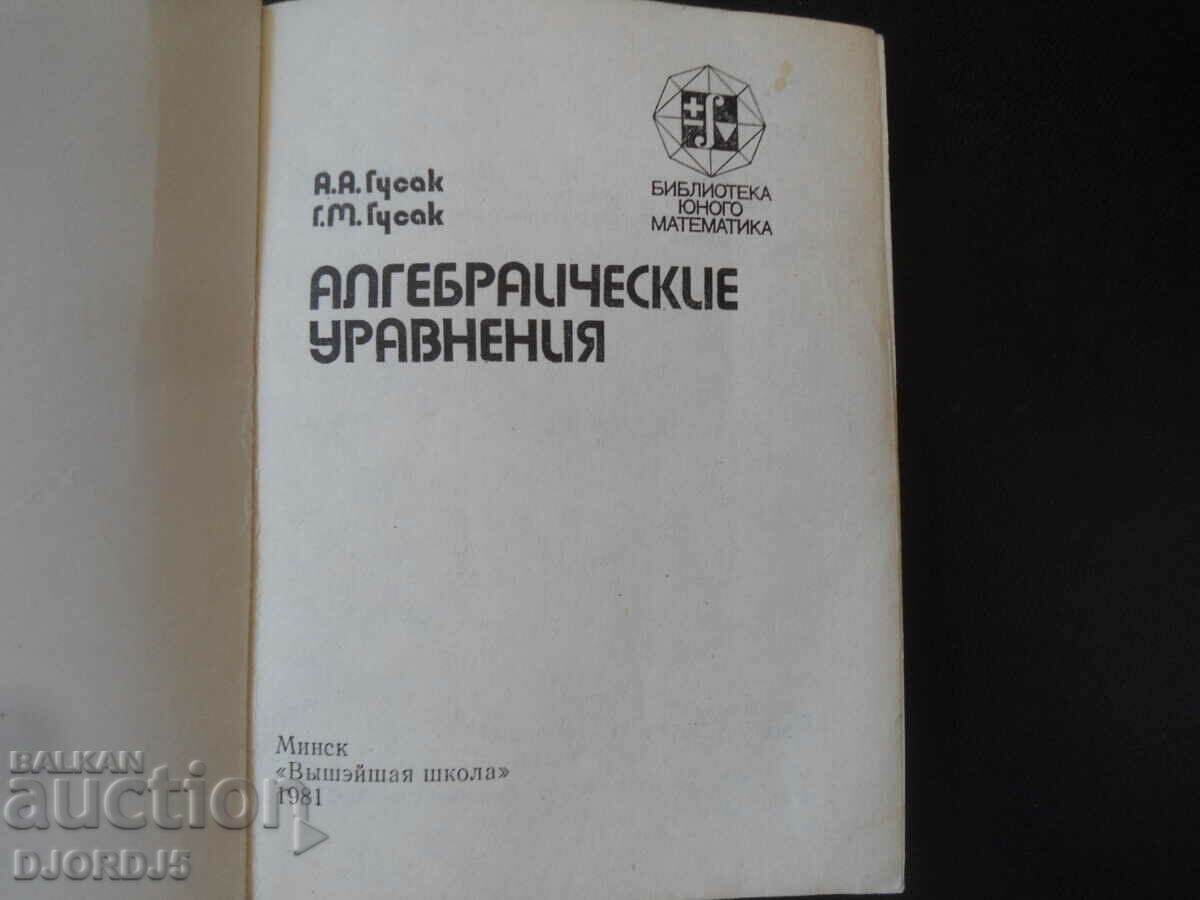 БИБЛИОТЕКА
ЮНОГО
МАТЕМАТИКА
А.А.Гусак
Г.М.Гусак
АЛГЕБРАИЧЕСКИЕ
УРАВНЕНИЯ
Минск
«Вышэйшая школа»
1981
BALKAN
auction
DJORDJ5